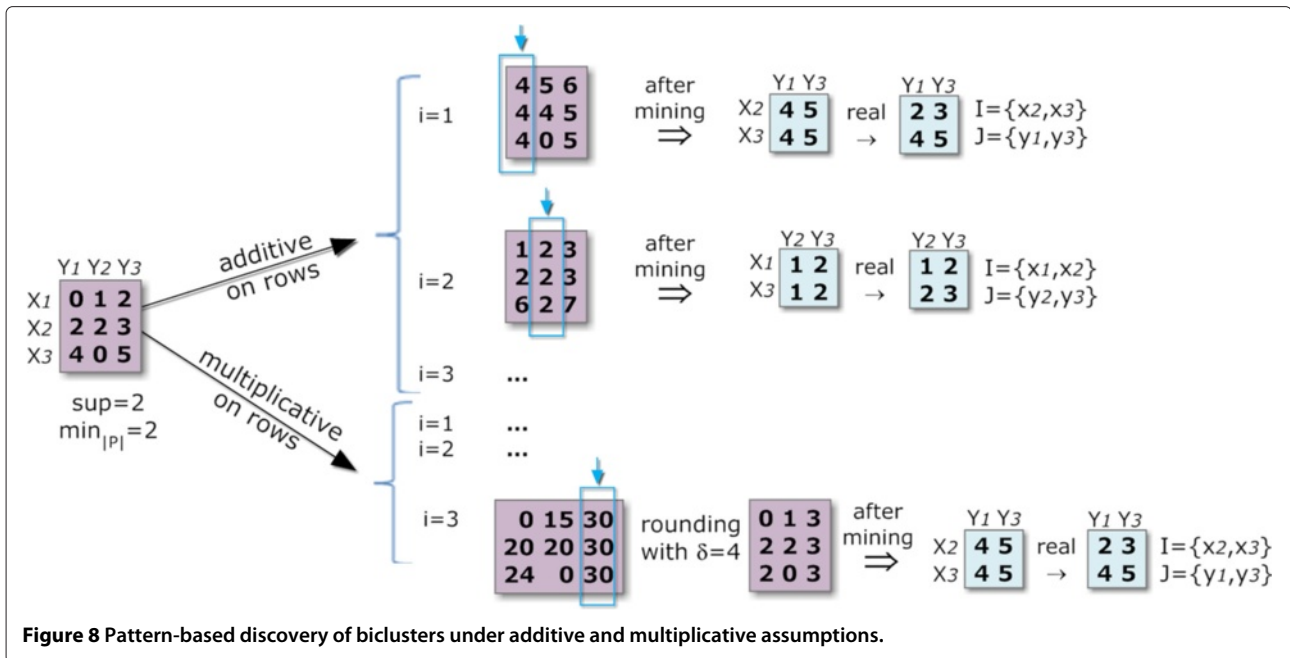 Y1 Y2 Y3
X1 0 1 2
X2 2 2 3
X3 4 0 5
sup=2
min|P|=2
additive
on rows
multiplicative
on rows
i=1
4 5 6
4 4 5
4 0 5
after
mining
⇒
Y1 Y3
X2 4 5
X3 4 5
real
→
Y1 Y3
2 3
4 5
I={x2,x3}
J={y1,y3}
i=2
1 2 3
2 2 3
6 2 7
after
mining
⇒
Y2 Y3
X1 1 2
X3 1 2
real
→
Y2 Y3
1 2
2 3
I={x1,x2}
J={y2,y3}
i=3 ...
i=1 ...
i=2 ...
i=3
0 15 30
20 20 30
24 0 30
rounding
with δ=4
0 1 3
2 2 3
2 0 3
after
mining
⇒
Y1 Y3
X2 4 5
X3 4 5
real
→
Y1 Y3
2 3
4 5
I={x2,x3}
J={y1,y3}
Figure 8 Pattern-based discovery of biclusters under additive and multiplicative assumptions.